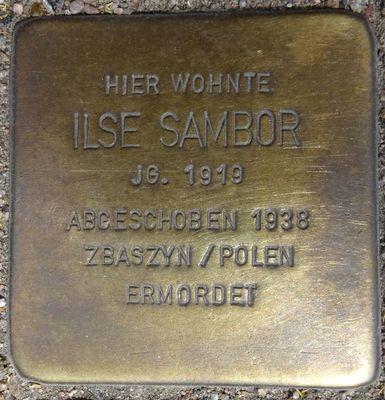 HIER WOHNTE
ILSE SAMBOR
JG. 1919
ABGESCHOBEN 1938
ZBASZYN / POLEN
ERMORDET